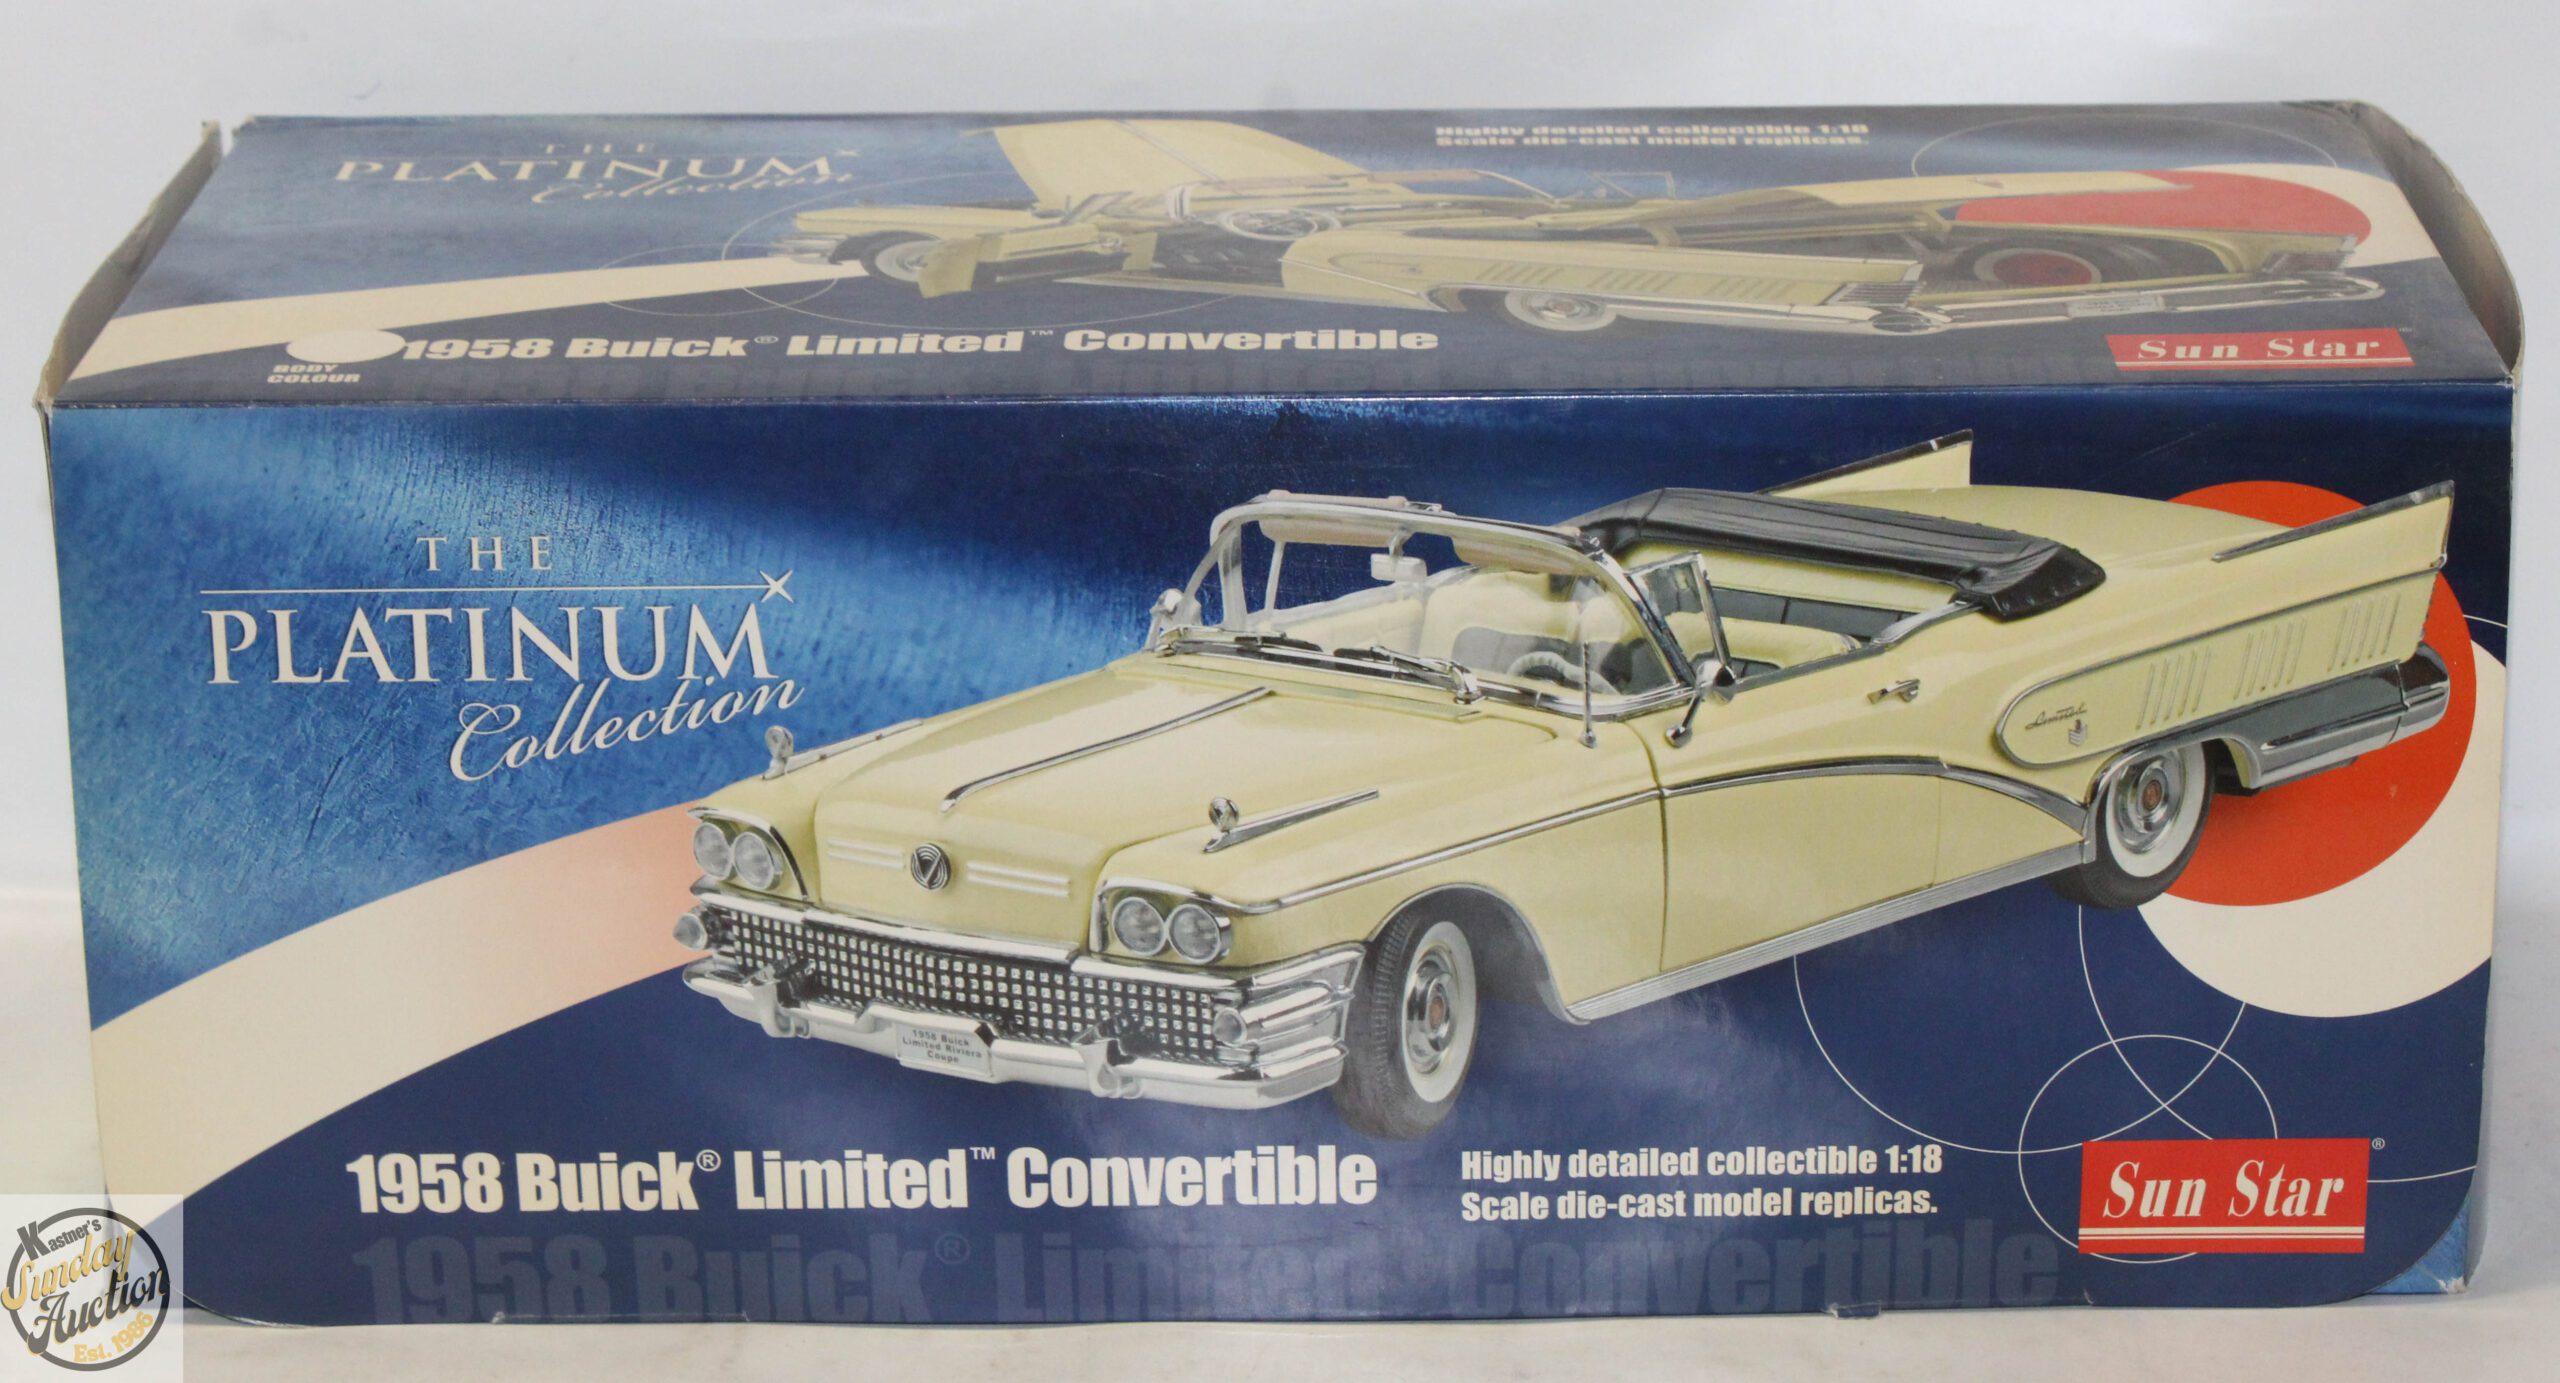 THE
PLATINUM
Collection
Highly detailed collectible 1:18
Scale die-cast model replicas.
BODY
COLOUR
1958 Buick® Limited™ Convertible
Sun Star
THE
PLATINUM
Collection
Limited
1958 Buick
Limited Riviera
Coupe
1958 Buick® Limited™ Convertible
Highly detailed collectible 1:18
Scale die-cast model replicas.
Sun Star®
1958 Buick® Limited™ Convertible
Kastner's
Sunday
Auction
Est. 1986